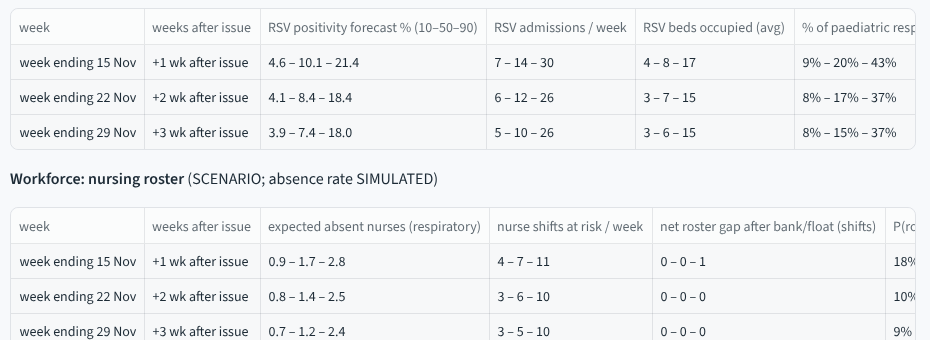 week weeks after issue RSV positivity forecast % (10–50–90) RSV admissions / week RSV beds occupied (avg) % of paediatric
week ending 15 Nov +1 wk after issue 4.6 – 10.1 – 21.4 7 – 14 – 30 4 – 8 – 17 9% – 20% – 43%
week ending 22 Nov +2 wk after issue 4.1 – 8.4 – 18.4 6 – 12 – 26 3 – 7 – 15 8% – 17% – 37%
week ending 29 Nov +3 wk after issue 3.9 – 7.4 – 18.0 5 – 10 – 26 3 – 6 – 15 8% – 15% – 37%
Workforce: nursing roster (SCENARIO; absence rate SIMULATED)
week weeks after issue expected absent nurses (respiratory) nurse shifts at risk / week net roster gap after bank/float (shifts)
week ending 15 Nov +1 wk after issue 0.9 – 1.7 – 2.8 4 – 7 – 11 0 – 0 – 1 18%
week ending 22 Nov +2 wk after issue 0.8 – 1.4 – 2.5 3 – 6 – 10 0 – 0 – 0 10%
week ending 29 Nov +3 wk after issue 0.7 – 1.2 – 2.4 3 – 5 – 10 0 – 0 – 0 9%